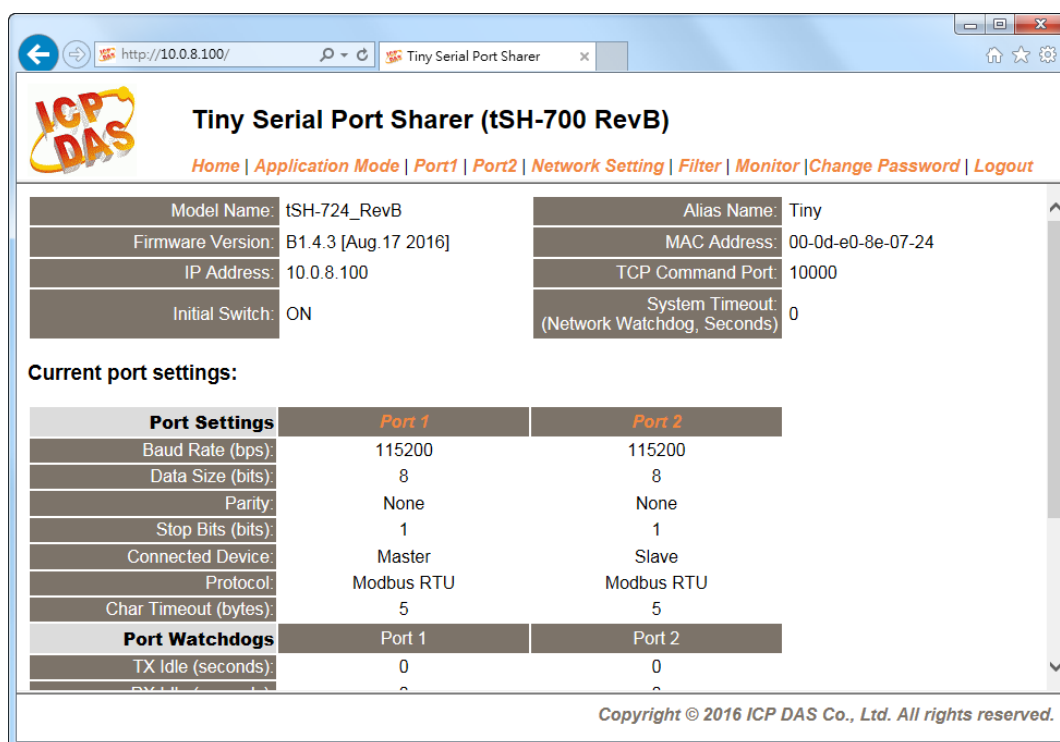 http://10.0.8.100/
Tiny Serial Port Sharer
ICP DAS
Tiny Serial Port Sharer (tSH-700 RevB)
Home | Application Mode | Port1 | Port2 | Network Setting | Filter | Monitor |Change Password | Logout
Model Name: tSH-724_RevB Alias Name: Tiny
Firmware Version: B1.4.3 [Aug.17 2016] MAC Address: 00-0d-e0-8e-07-24
IP Address: 10.0.8.100 TCP Command Port: 10000
Initial Switch: ON System Timeout: (Network Watchdog, Seconds) 0
Current port settings:
Port Settings Port 1 Port 2
Baud Rate (bps): 115200 115200
Data Size (bits): 8 8
Parity: None None
Stop Bits (bits): 1 1
Connected Device: Master Slave
Protocol: Modbus RTU Modbus RTU
Char Timeout (bytes): 5 5
Port Watchdogs Port 1 Port 2
TX Idle (seconds): 0 0
Copyright © 2016 ICP DAS Co., Ltd. All rights reserved.